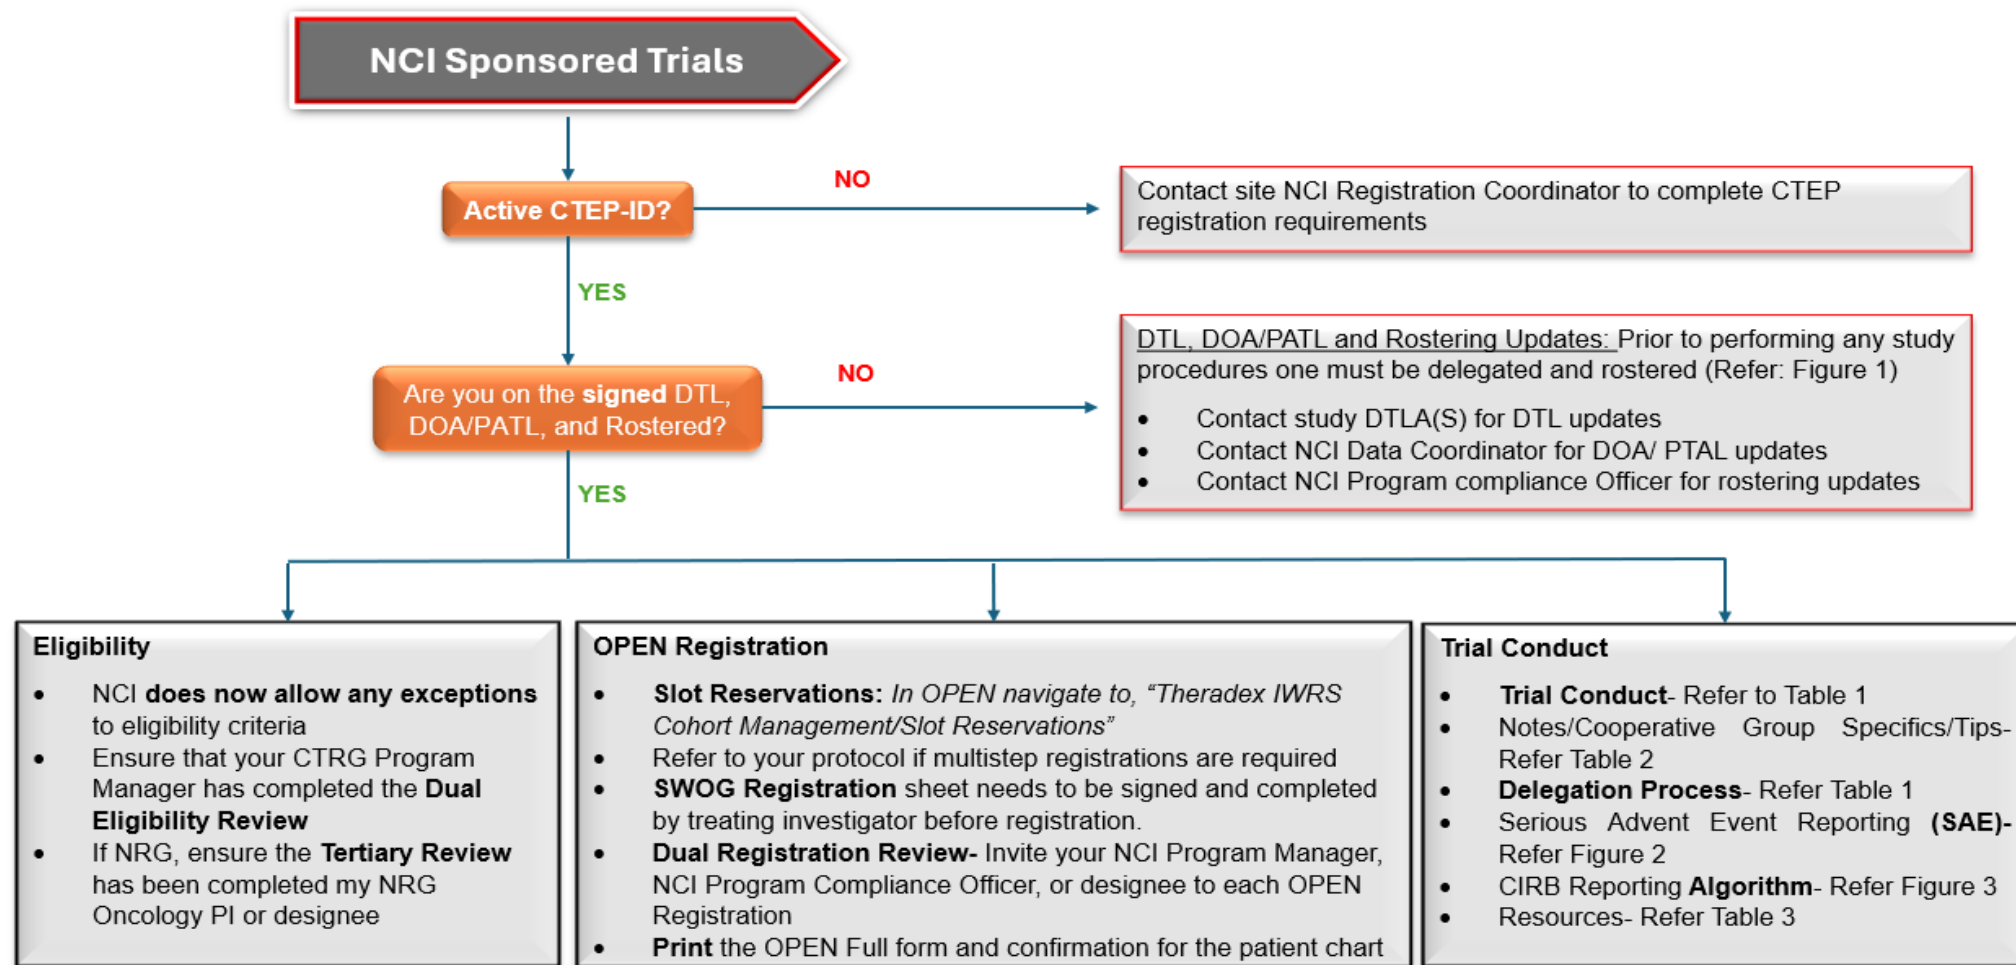 NCI Sponsored Trials
Active CTEP-ID?
NO
Contact site NCI Registration Coordinator to complete CTEP
registration requirements
YES
Are you on the signed DTL,
DOA/PATL, and Rostered?
NO
DTL, DOA/PATL and Rostering Updates: Prior to performing any study
procedures one must be delegated and rostered (Refer: Figure 1)
• Contact study DTLA(S) for DTL updates
• Contact NCI Data Coordinator for DOA/ PTAL updates
• Contact NCI Program compliance Officer for rostering updates
YES
Eligibility
• NCI does now allow any exceptions
to eligibility criteria
• Ensure that your CTRG Program
Manager has completed the Dual
Eligibility Review
• If NRG, ensure the Tertiary Review
has been completed my NRG
Oncology PI or designee
OPEN Registration
• Slot Reservations: In OPEN navigate to, “Theradex IWRS
Cohort Management/Slot Reservations”
• Refer to your protocol if multistep registrations are required
• SWOG Registration sheet needs to be signed and completed
by treating investigator before registration.
• Dual Registration Review- Invite your NCI Program Manager,
NCI Program Compliance Officer, or designee to each OPEN
Registration
• Print the OPEN Full form and confirmation for the patient chart
Trial Conduct
• Trial Conduct- Refer to Table 1
• Notes/Cooperative Group Specifics/Tips-
Refer Table 2
• Delegation Process- Refer Table 1
• Serious Advent Event Reporting (SAE)-
Refer Figure 2
• CIRB Reporting Algorithm- Refer Figure 3
• Resources- Refer Table 3